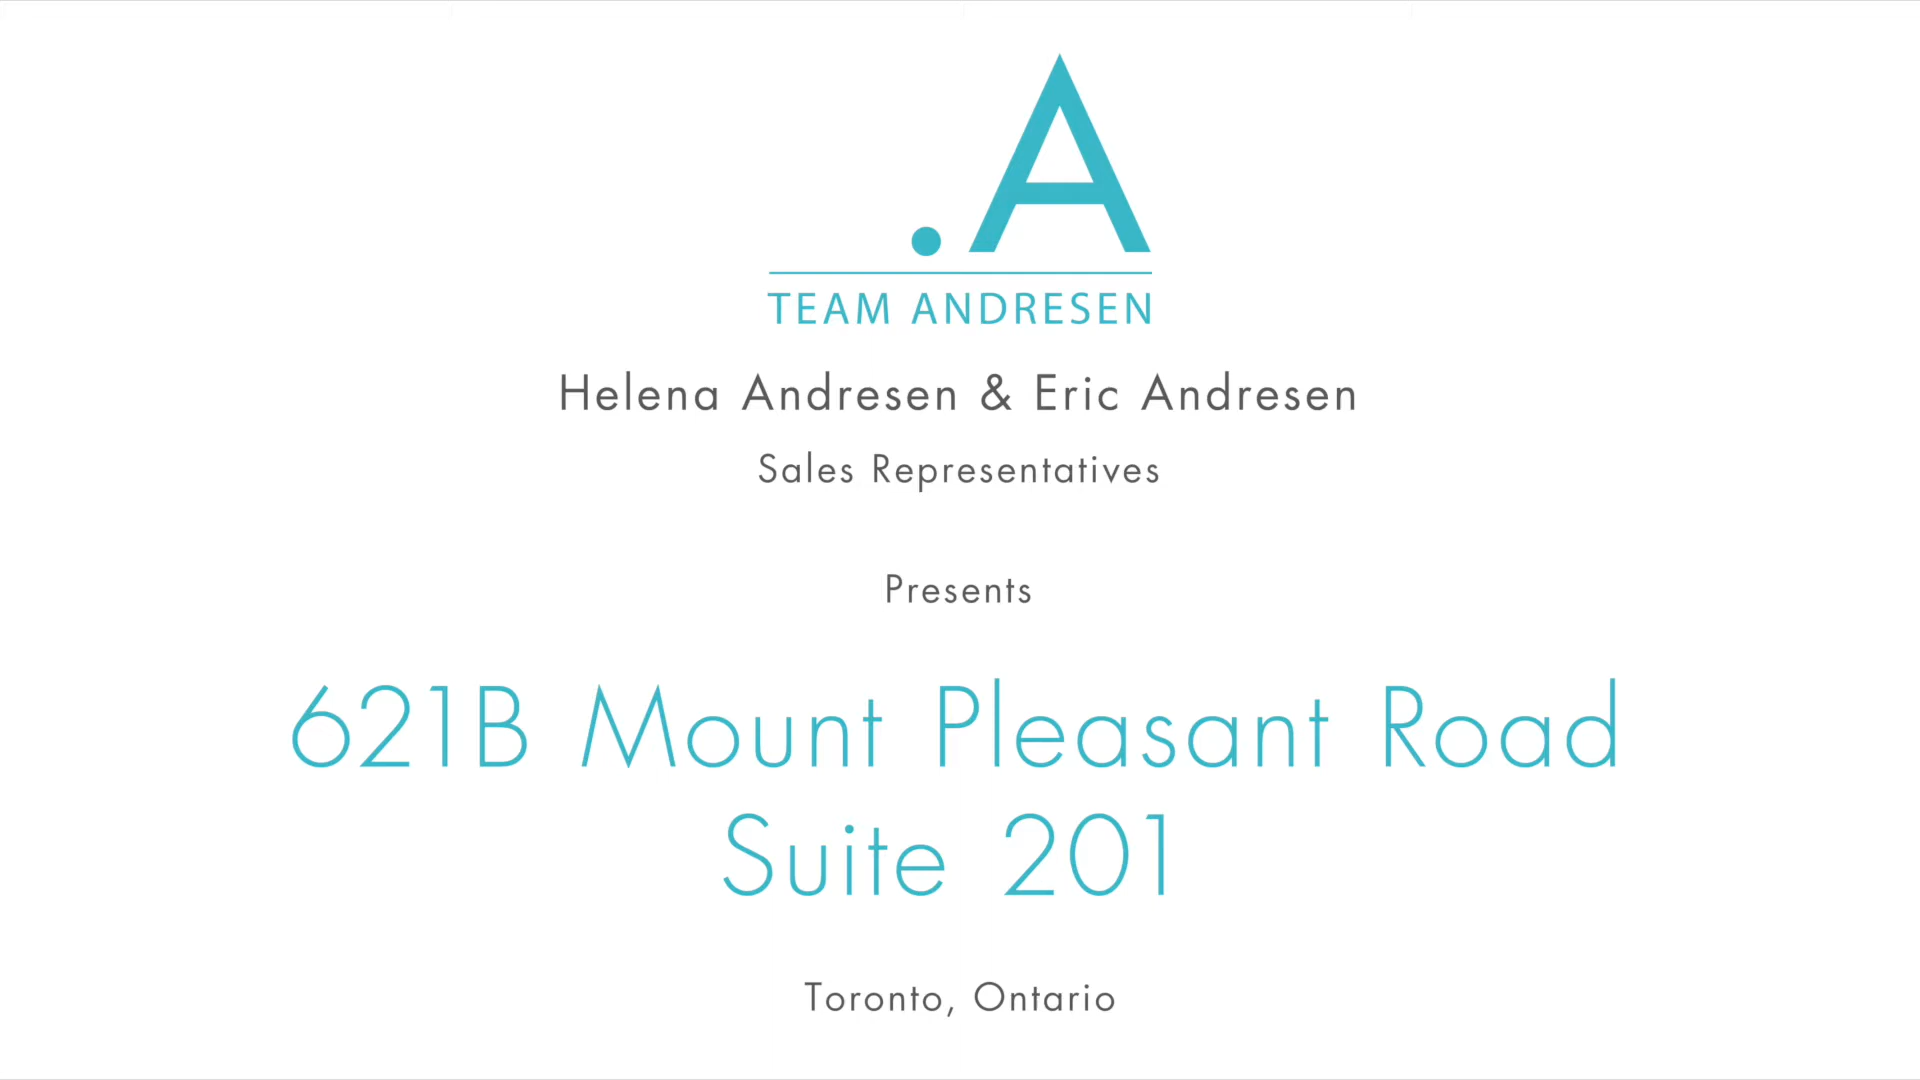 .A
TEAM ANDRESEN
Helena Andresen & Eric Andresen
Sales Representatives
Presents
621B Mount Pleasant Road
Suite 201
Toronto, Ontario